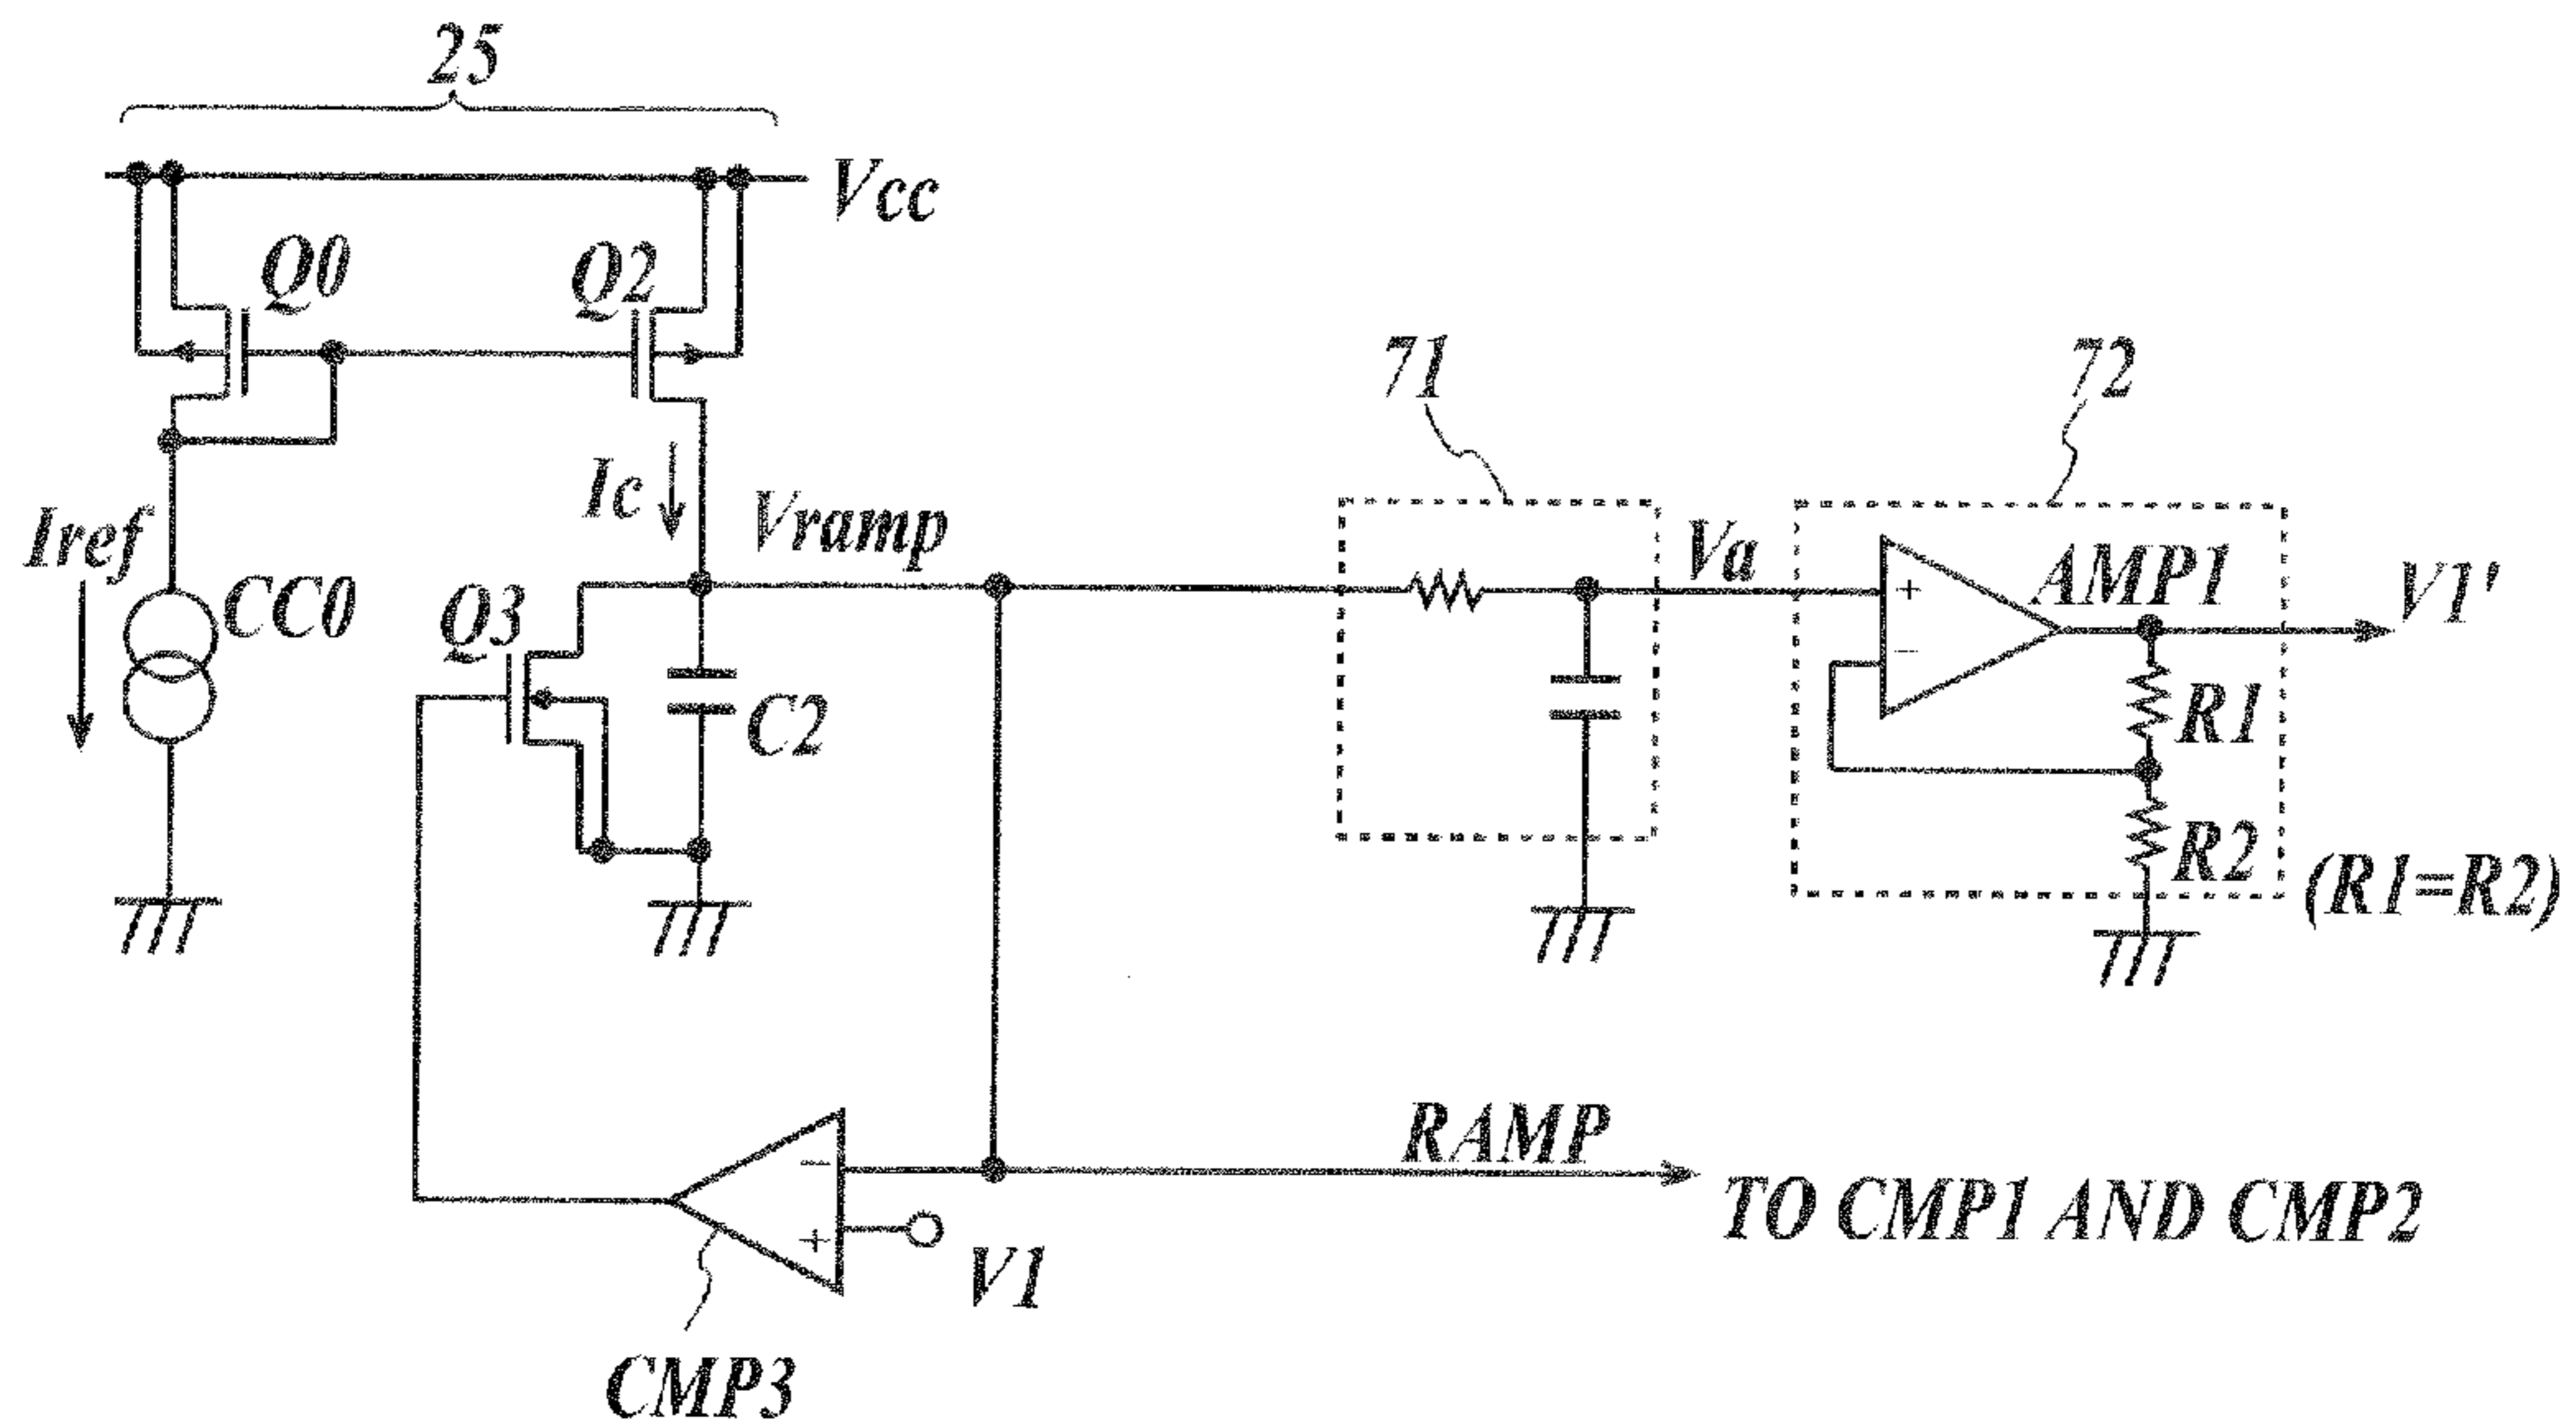 25
Vcc
Q0
Q2
71
72
Ic
Vramp
Va
Iref
CC0
Q3
+
AMP1
V1'
−
R1
C2
R2
(R1=R2)
RAMP
−
TO CMP1 AND CMP2
+
V1
CMP3